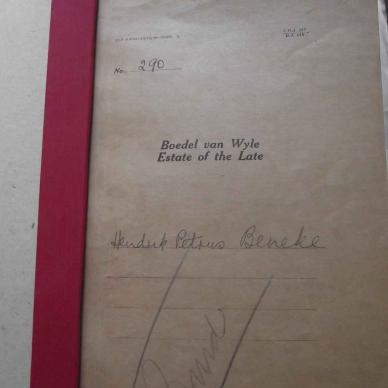 No. 290
Boedel van Wyle
Estate of the Late
Hendrik Petrus Beneke